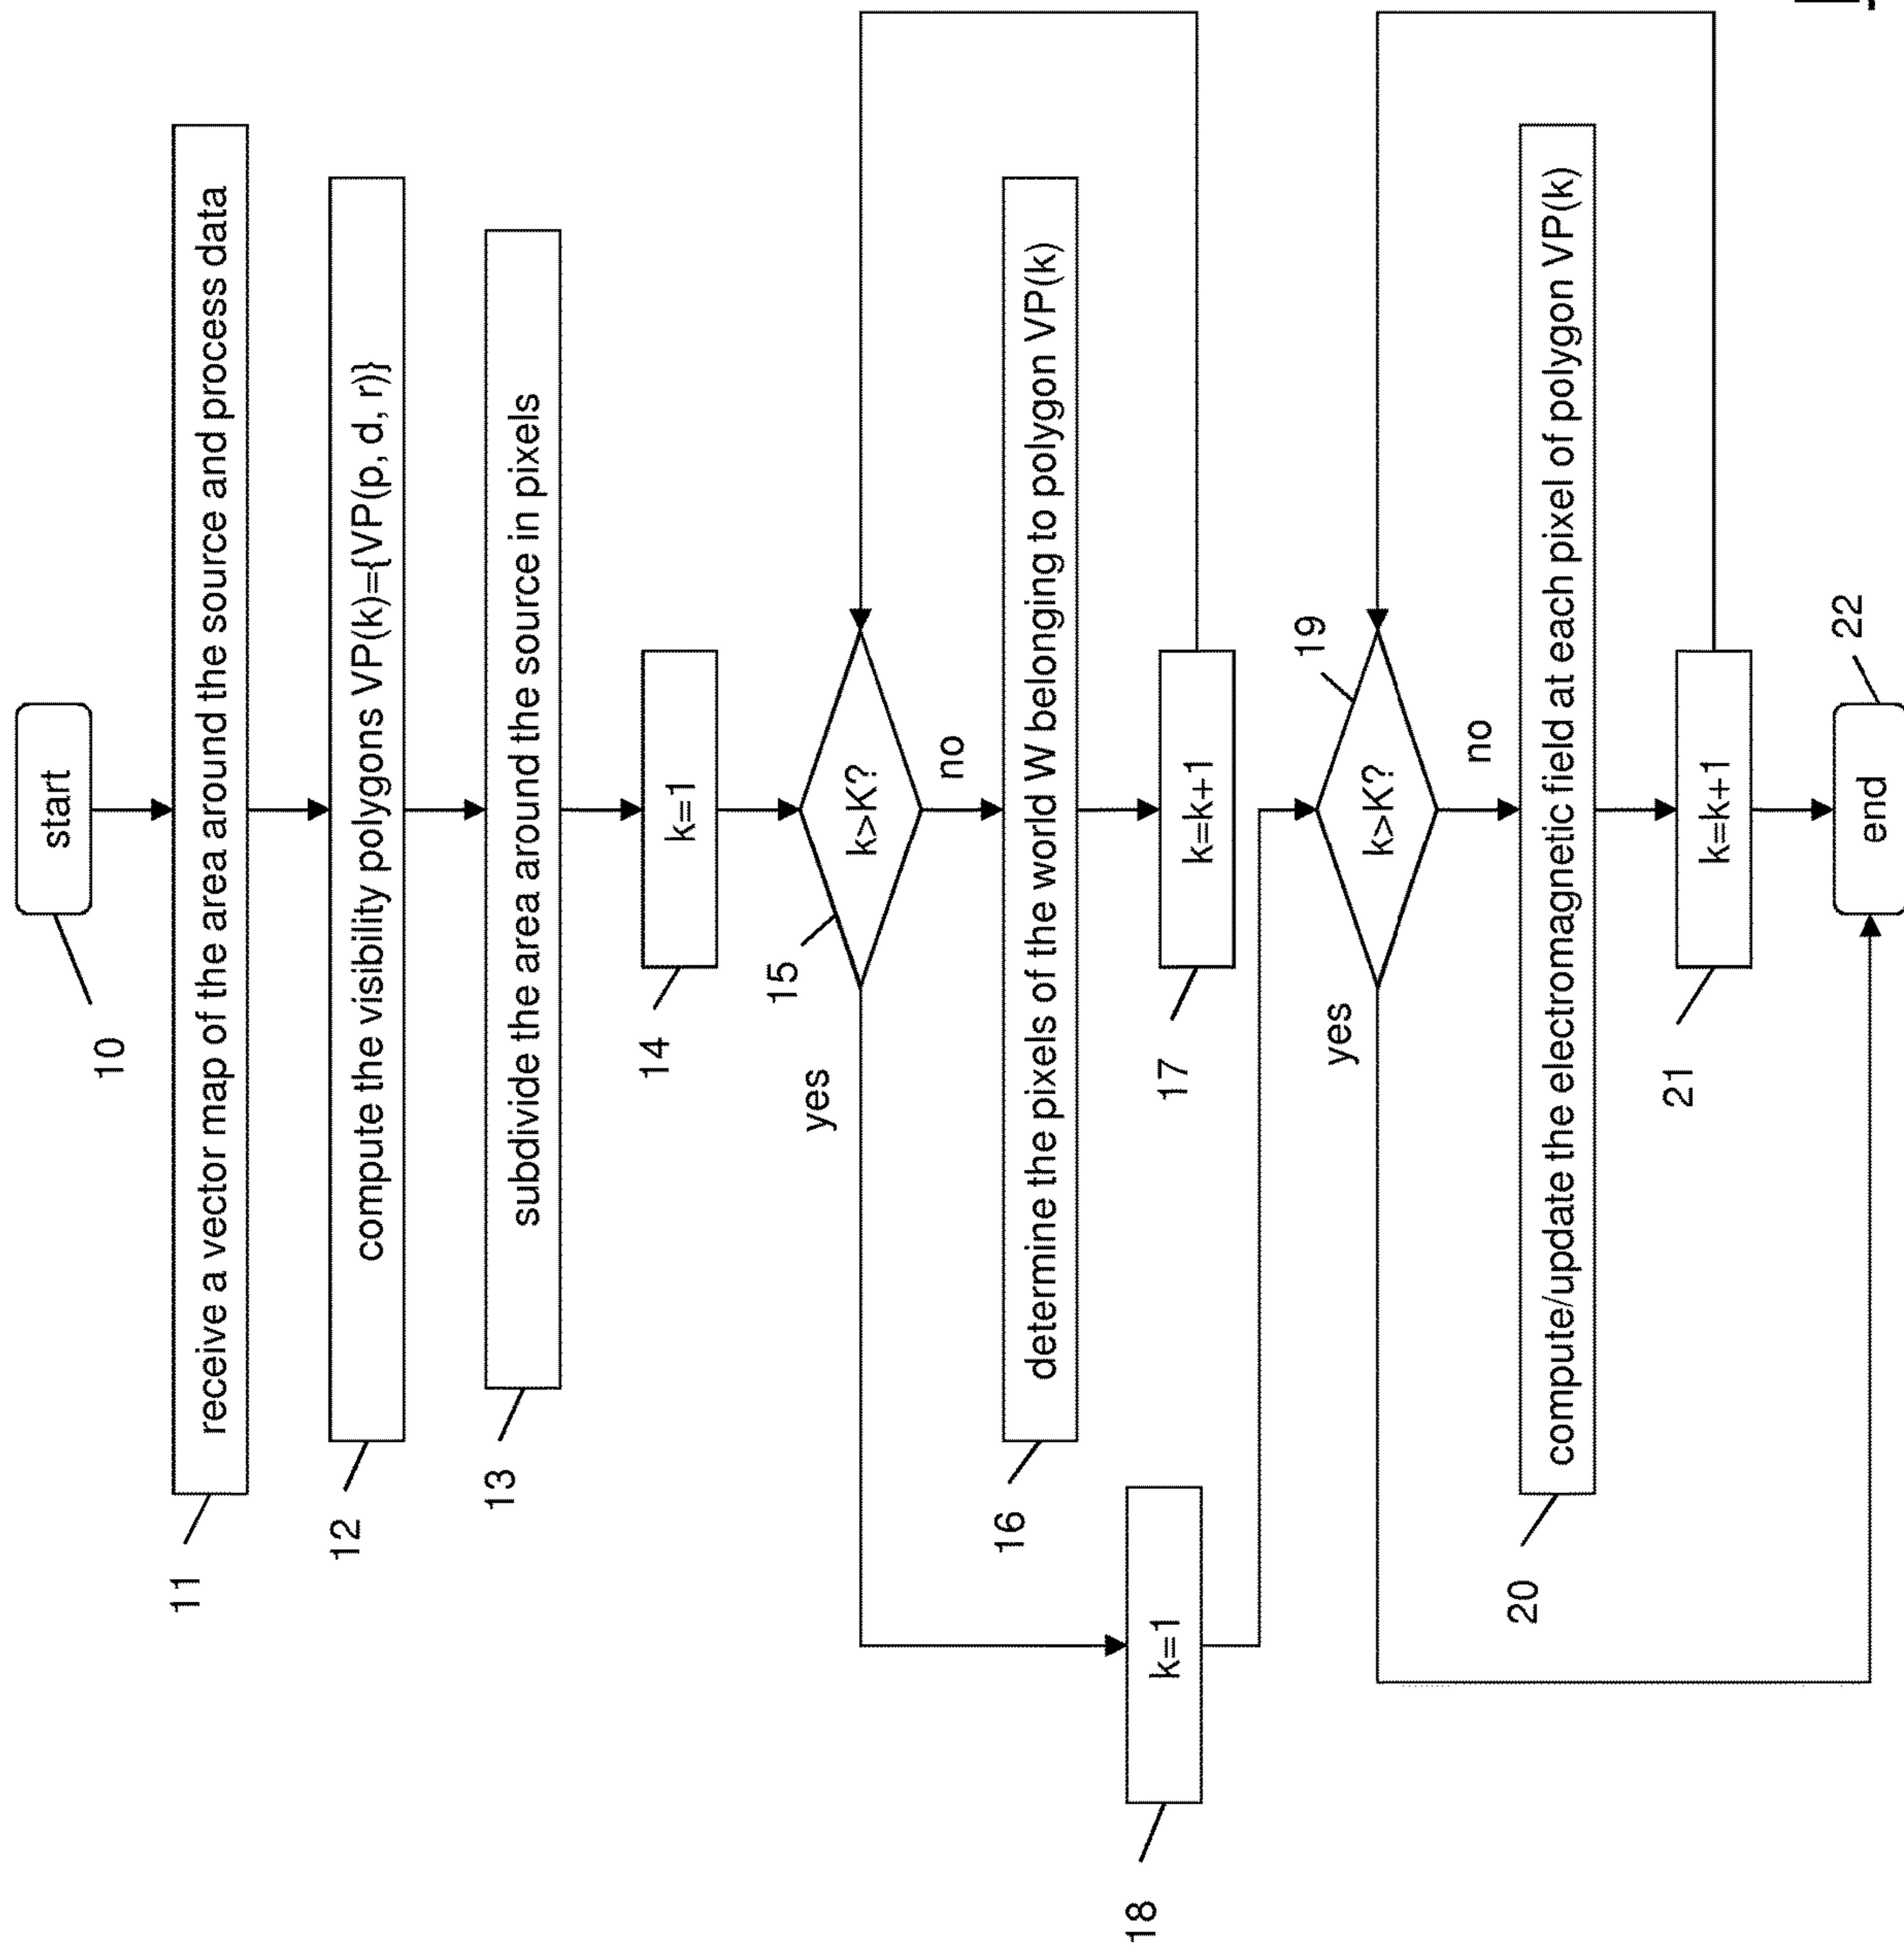 start
10
receive a vector map of the area around the source and process data
11
compute the visibility polygons VP(k)={VP(p, d, r)}
12
subdivide the area around the source in pixels
13
k=1
14
k>K?
15
yes
no
determine the pixels of the world W belonging to polygon VP(k)
16
k=k+1
17
k=1
18
k>K?
19
yes
no
compute/update the electromagnetic field at each pixel of polygon VP(k)
20
k=k+1
21
end
22